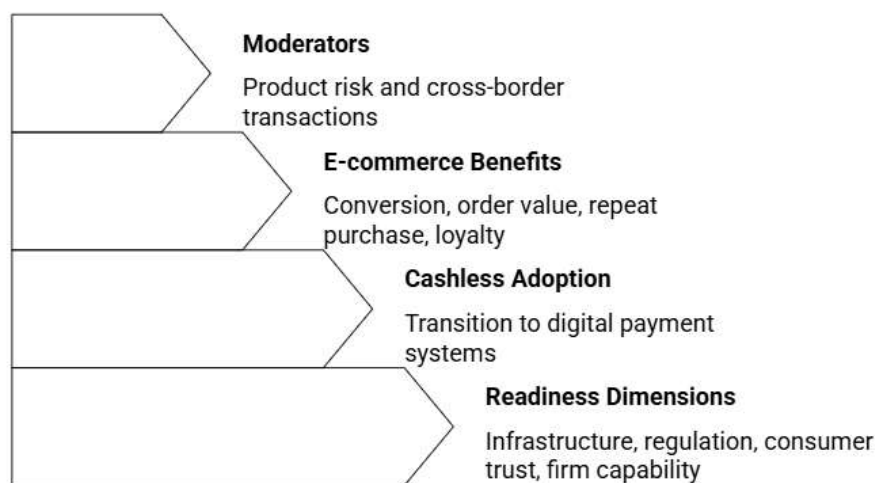 Moderators
Product risk and cross-border
transactions
E-commerce Benefits
Conversion, order value, repeat
purchase, loyalty
Cashless Adoption
Transition to digital payment
systems
Readiness Dimensions
Infrastructure, regulation, consumer
trust, firm capability